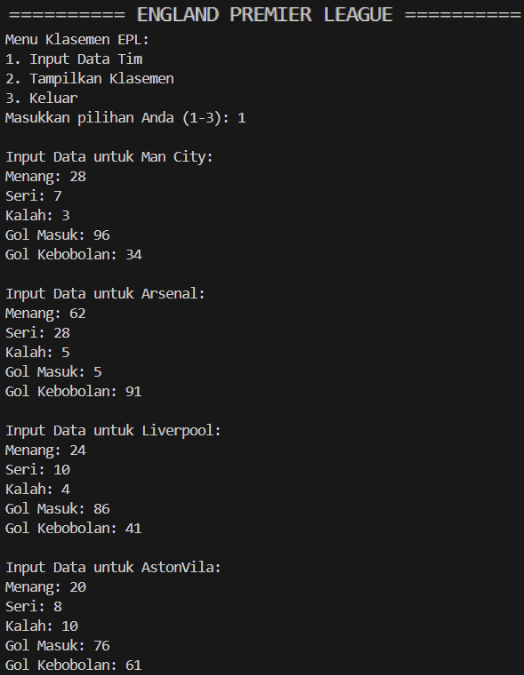 ========== ENGLAND PREMIER LEAGUE ==========
Menu Klasemen EPL:
1. Input Data Tim
2. Tampilkan Klasemen
3. Keluar
Masukkan pilihan Anda (1-3): 1
Input Data untuk Man City:
Menang: 28
Seri: 7
Kalah: 3
Gol Masuk: 96
Gol Kebobolan: 34
Input Data untuk Arsenal:
Menang: 62
Seri: 28
Kalah: 5
Gol Masuk: 5
Gol Kebobolan: 91
Input Data untuk Liverpool:
Menang: 24
Seri: 10
Kalah: 4
Gol Masuk: 86
Gol Kebobolan: 41
Input Data untuk AstonVila:
Menang: 20
Seri: 8
Kalah: 10
Gol Masuk: 76
Gol Kebobolan: 61